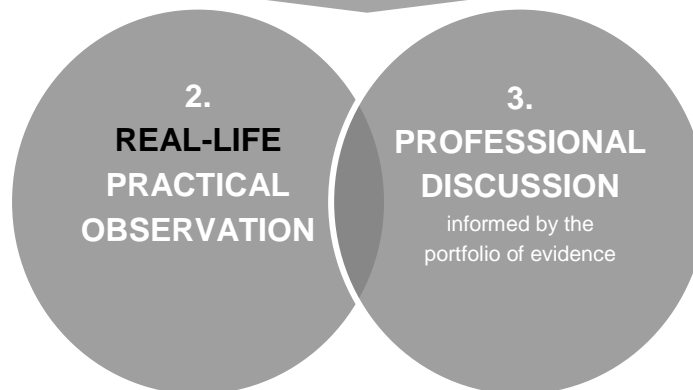 2.
REAL-LIFE
PRACTICAL
OBSERVATION
3.
PROFESSIONAL
DISCUSSION
informed by the
portfolio of evidence